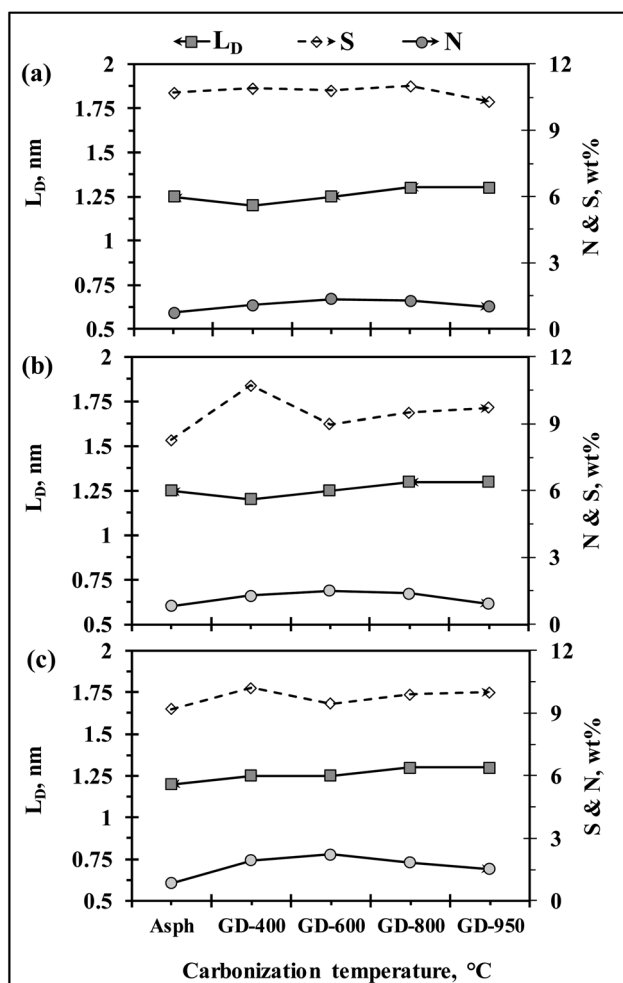 L_D S N
(a)
2 12
1.75 9
1.5
1.25 6
1
0.75 3
0.5 0
L_D, nm
N & S, wt%
(b)
2 12
1.75 9
1.5
1.25 6
1
0.75 3
0.5 0
L_D, nm
N & S, wt%
(c)
2 12
1.75 9
1.5
1.25 6
1
0.75 3
0.5 0
L_D, nm
S & N, wt%
Asph GD-400 GD-600 GD-800 GD-950
Carbonization temperature, °C